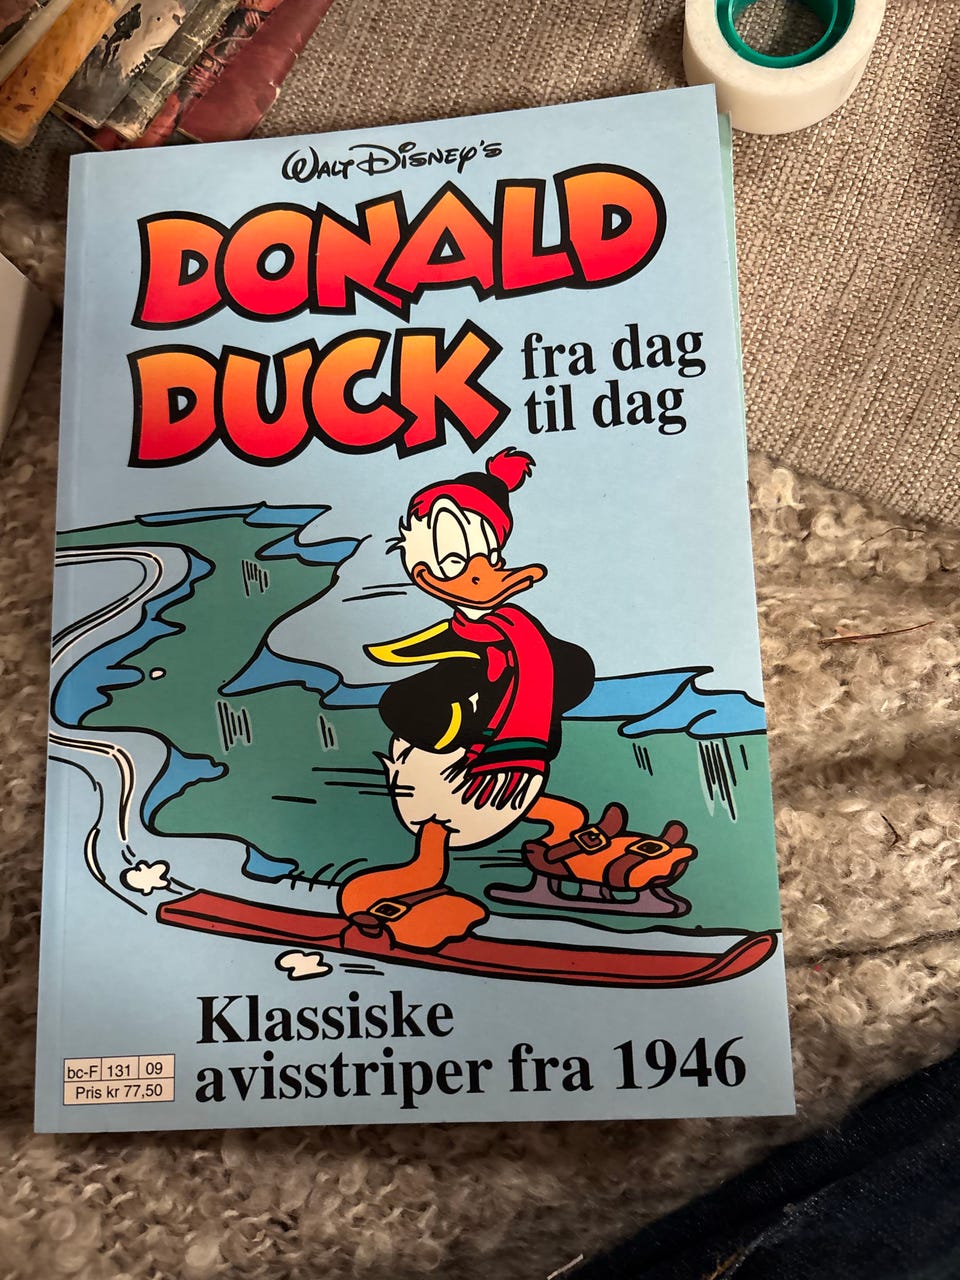 Walt Disney's
DONALD
DUCK
fra dag
til dag
Klassiske
avisstriper fra 1946
bc-F 131 09
Pris kr 77,50